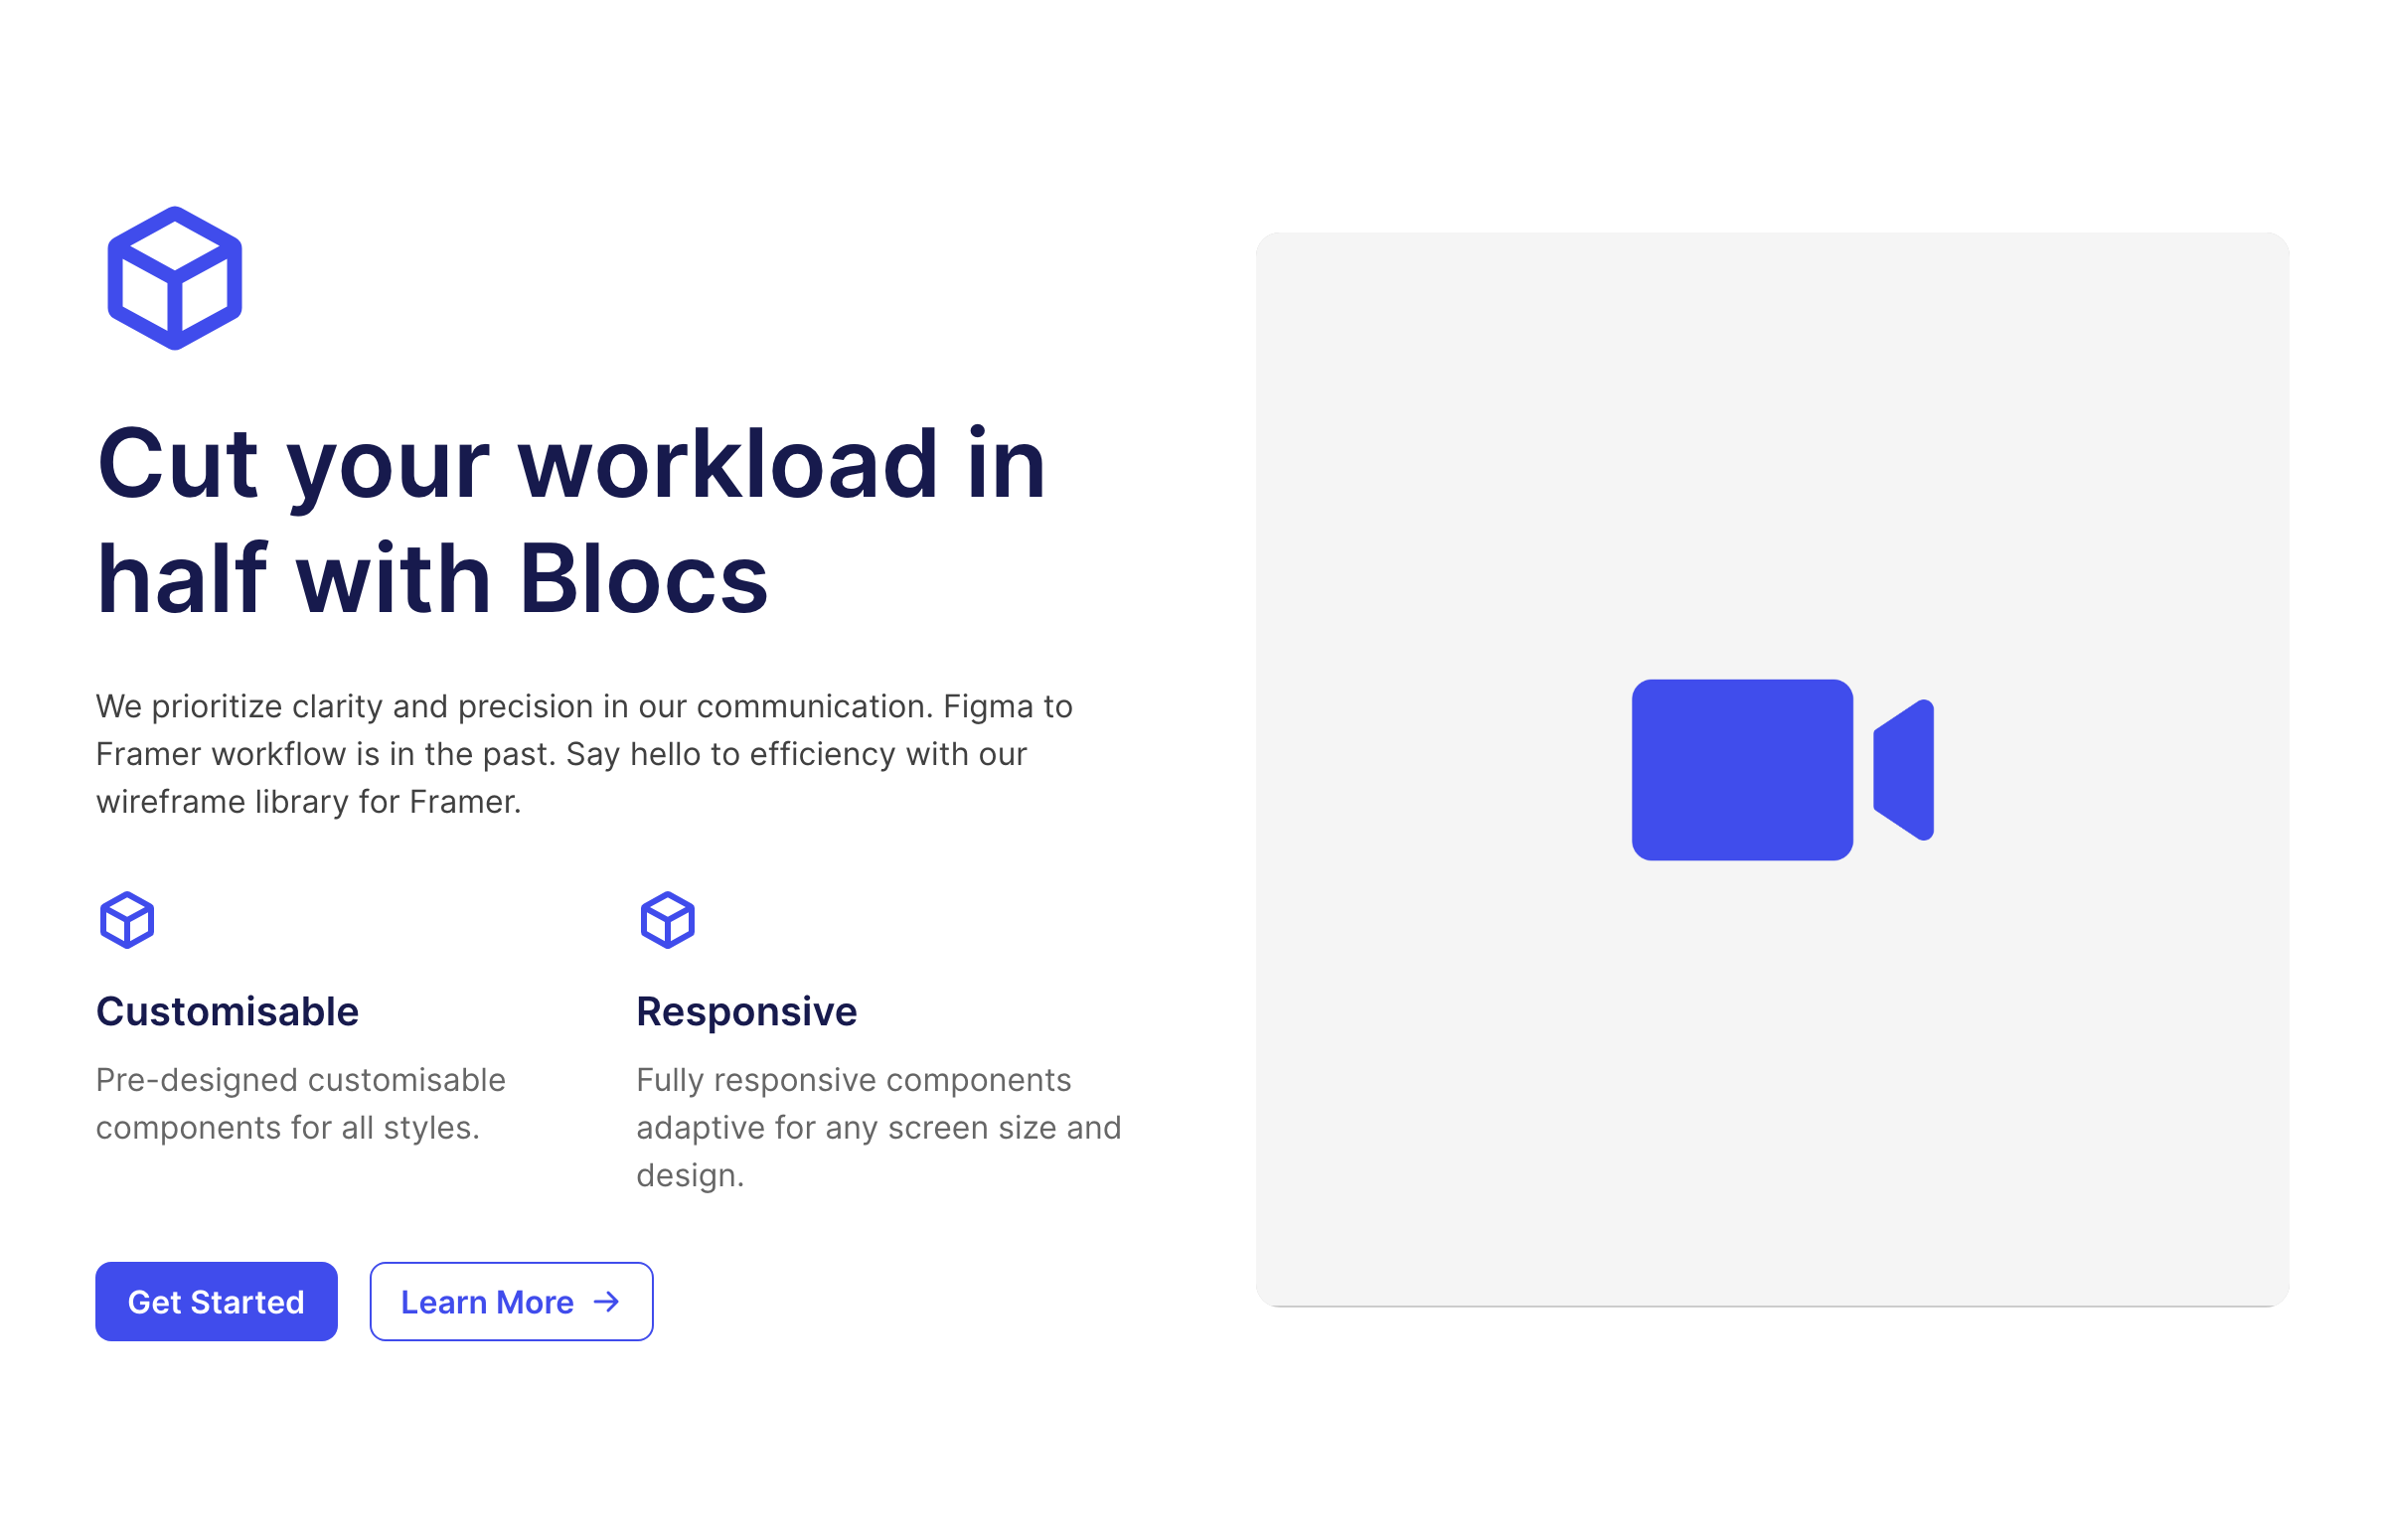 Cut your workload in
half with Blocs
We prioritize clarity and precision in our communication. Figma to
Framer workflow is in the past. Say hello to efficiency with our
wireframe library for Framer.
Customisable
Pre-designed customisable
components for all styles.
Responsive
Fully responsive components
adaptive for any screen size and
design.
Get Started
Learn More →